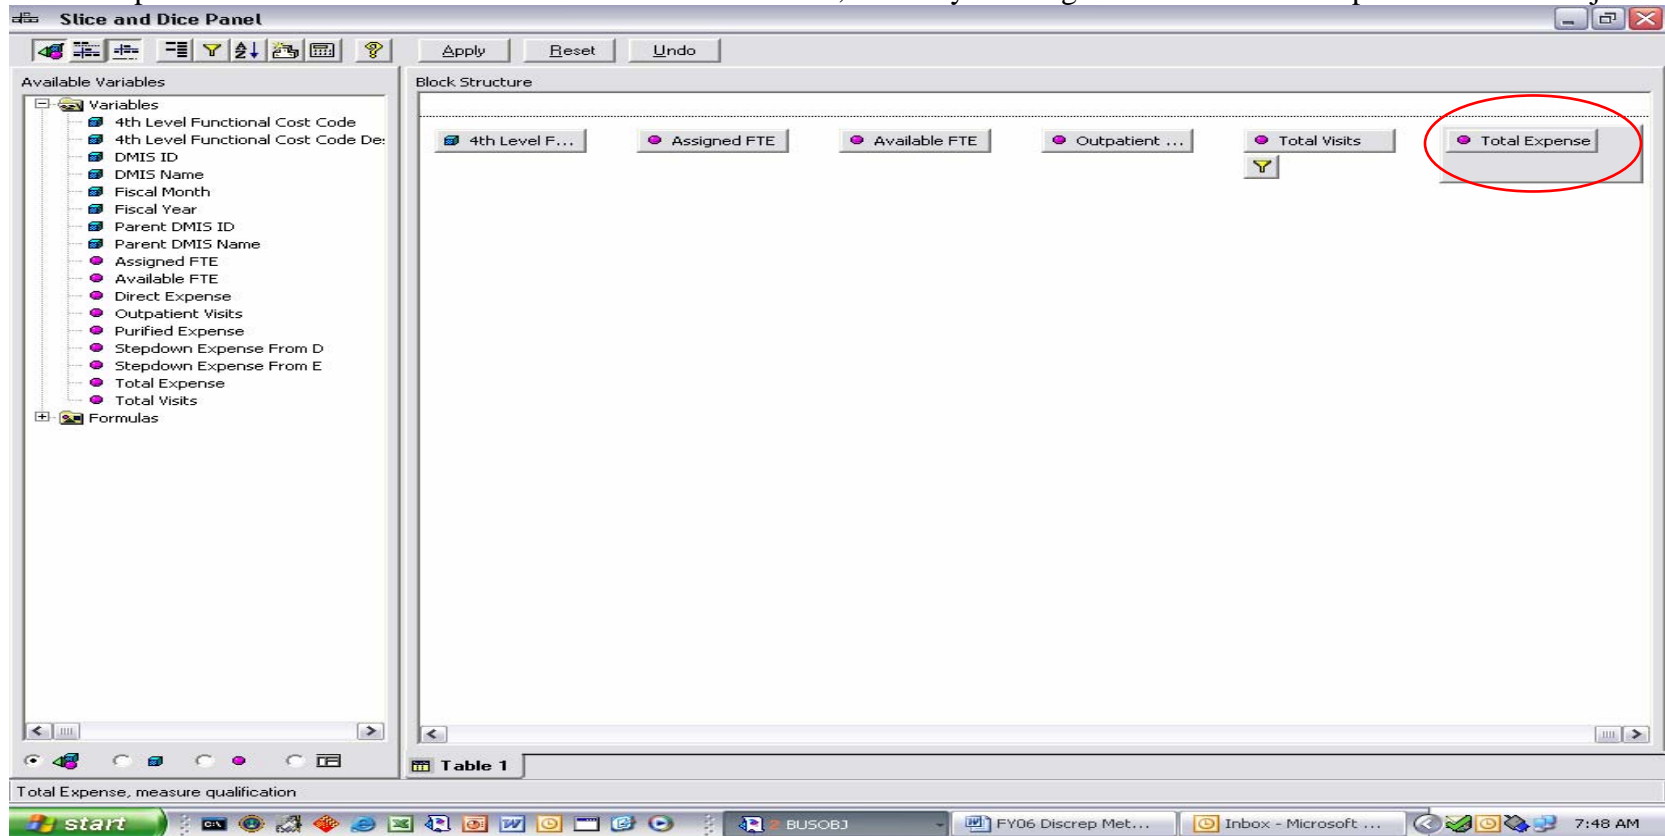 Slice and Dice Panel
Apply Reset Undo
Available Variables
Variables
4th Level Functional Cost Code
4th Level Functional Cost Code De
DMIS ID
DMIS Name
Fiscal Month
Fiscal Year
Parent DMIS ID
Parent DMIS Name
Assigned FTE
Available FTE
Direct Expense
Outpatient Visits
Purified Expense
Stepdown Expense From D
Stepdown Expense From E
Total Expense
Total Visits
Formulas
Block Structure
4th Level F... Assigned FTE Available FTE Outpatient ... Total Visits Total Expense
Table 1
Total Expense, measure qualification
start 2 BUSOBJ FY06 Discrep Met... Inbox - Microsoft ... 7:48 AM